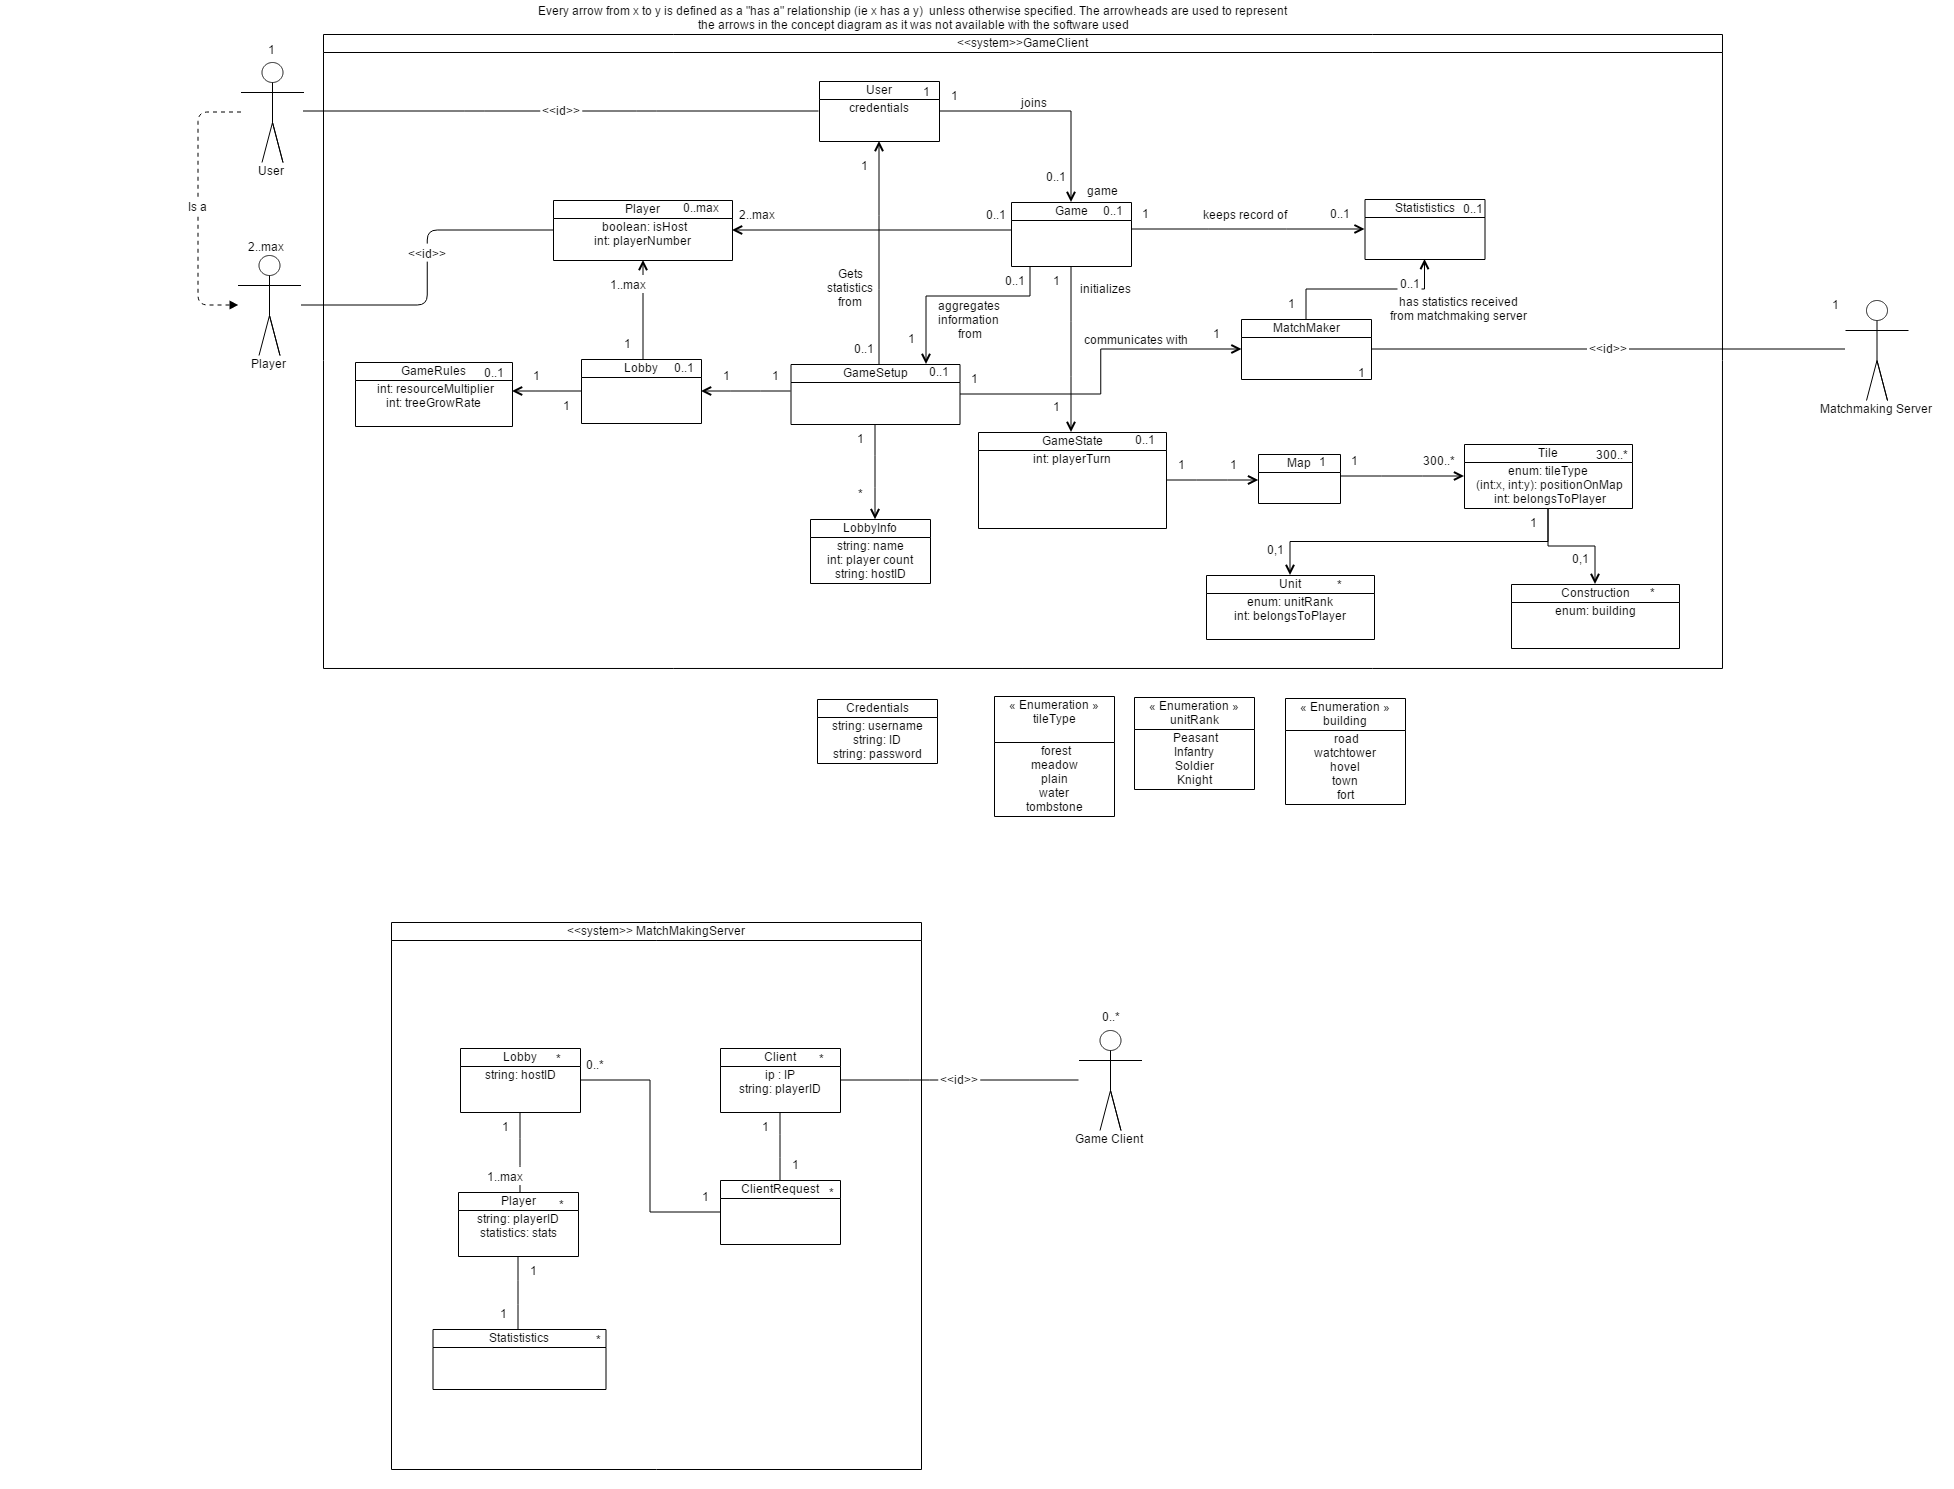 Every arrow from x to y is defined as a "has a" relationship (ie x has a y)  unless otherwise specified. The arrowheads are used to represent
the arrows in the concept diagram as it was not available with the software used
<<system>>GameClient
1
User
Is a
2..max
Player
<<id>>
User 1
credentials
1
joins
0..1
game
1
Game 0..1
0..1
2..max
Player 0..max
boolean: isHost
int: playerNumber
<<id>>
1
keeps record of
0..1
Statististics 0..1
1..max
1
Gets
statistics
from
0..1
0..1
aggregates
information
from
1
1
initializes
1
0..1
has statistics received
from matchmaking server
1
MatchMaker
1
<<id>>
1
Matchmaking Server
communicates with
1
GameRules 0..1
int: resourceMultiplier
int: treeGrowRate
1
1
Lobby 0..1
1
1
GameSetup 0..1
1
1
*
LobbyInfo
string: name
int: player count
string: hostID
GameState 0..1
int: playerTurn
1
1
Map 1
1
300..*
Tile 300..*
enum: tileType
(int:x, int:y): positionOnMap
int: belongsToPlayer
1
0,1
0,1
Unit *
enum: unitRank
int: belongsToPlayer
Construction *
enum: building
Credentials
string: username
string: ID
string: password
« Enumeration »
tileType
forest
meadow
plain
water
tombstone
« Enumeration »
unitRank
Peasant
Infantry
Soldier
Knight
« Enumeration »
building
road
watchtower
hovel
town
fort
<<system>> MatchMakingServer
Lobby *
string: hostID
0..*
1
1..max
Player *
string: playerID
statistics: stats
1
1
Statististics *
Client *
ip : IP
string: playerID
1
1
1
ClientRequest *
<<id>>
0..*
Game Client